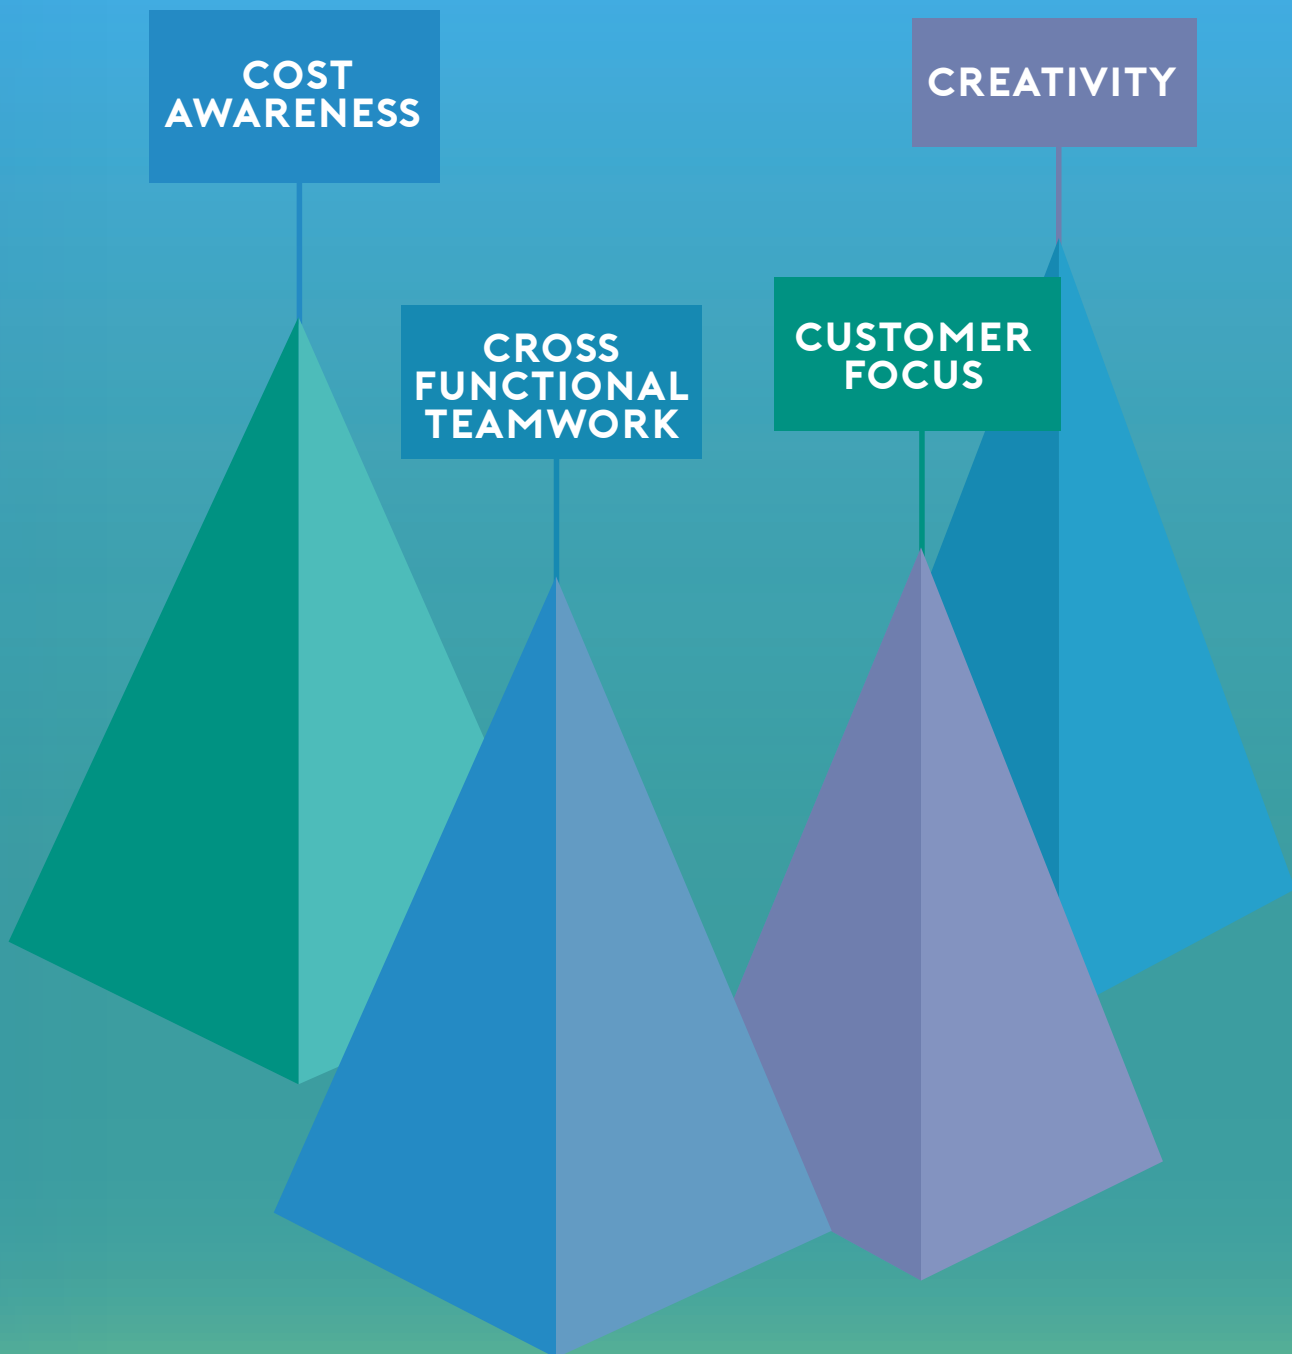 COST
AWARENESS
CREATIVITY
CROSS
FUNCTIONAL
TEAMWORK
CUSTOMER
FOCUS